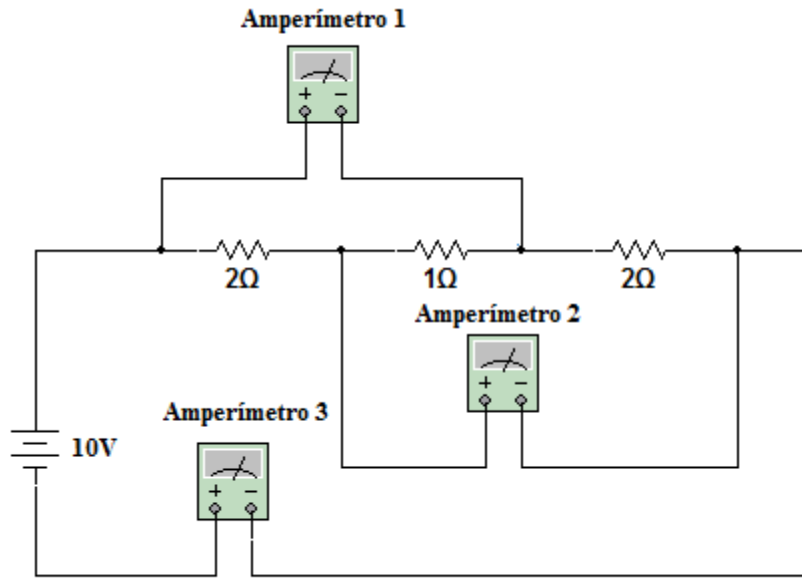 Amperímetro 1
+ −
2Ω 1Ω 2Ω
Amperímetro 2
+ −
Amperímetro 3
10V
+ −